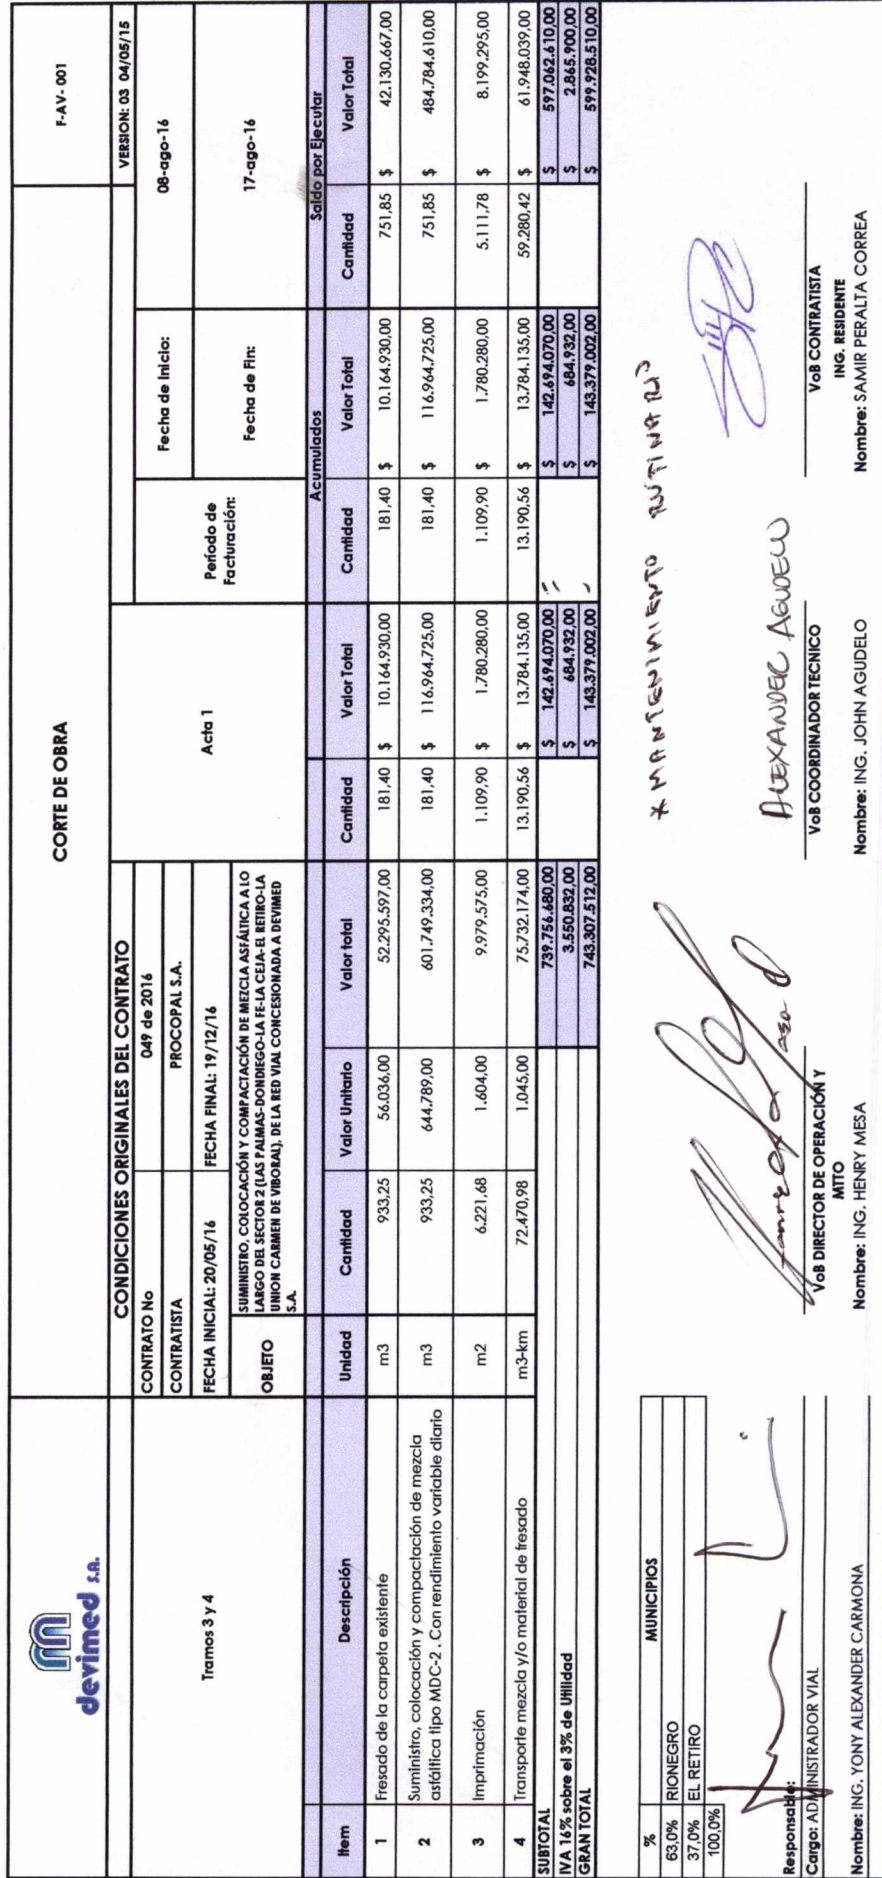 devimed S.A.
CORTE DE OBRA
F-AV- 001
VERSION: 03 04/05/15
Tramos 3 y 4
CONDICIONES ORIGINALES DEL CONTRATO
CONTRATO No 049 de 2016
CONTRATISTA PROCOPAL S.A.
FECHA INICIAL: 20/05/16 FECHA FINAL: 19/12/16
OBJETO
SUMINISTRO, COLOCACIÓN Y COMPACTACIÓN DE MEZCLA ASFÁLTICA A LO
LARGO DEL SECTOR 2 (LAS PALMAS-DONDIEGO-LA FE-LA CEJA-EL RETIRO-LA
UNION CARMEN DE VIBORAL), DE LA RED VIAL CONCESIONADA A DEVIMED
S.A.
Acta 1
Período de
Facturación:
Fecha de Inicio: 08-ago-16
Fecha de Fin: 17-ago-16
Acumulados Saldo por Ejecutar
Item Descripción Unidad Cantidad Valor Unitario Valor total Cantidad Valor Total Cantidad Valor Total Cantidad Valor Total
1 Fresado de la carpeta existente m3 933,25 56.036,00 52.295.597,00 181,40 $ 10.164.930,00 181,40 $ 10.164.930,00 751,85 $ 42.130.667,00
2 Suministro, colocación y compactación de mezcla
asfáltica tipo MDC-2 . Con rendimiento variable diario m3 933,25 644.789,00 601.749.334,00 181,40 $ 116.964.725,00 181,40 116.964.725,00 751,85 484.784.610,00
3 Imprimación m2 6.221,68 1.604,00 9.979.575,00 1.109,90 $ 1.780.280,00 1.109,90 $ 1.780.280,00 5.111,78 $ 8.199.295,00
4 Transporte mezcla y/o material de fresado m3-km 72.470,98 1.045,00 75.732.174,00 13.190,56 $ 13.784.135,00 13.190,56 $ 13.784.135,00 59.280,42 $ 61.948.039,00
SUBTOTAL 739.756.680,00 $ 142.694.070,00 $ 142.694.070,00 $ 597.062.610,00
IVA 16% sobre el 3% de Utilidad 3.550.832,00 $ 684.932,00 $ 684.932,00 $ 2.865.900,00
GRAN TOTAL 743.307.512,00 $ 143.379.002,00 $ 143.379.002,00 $ 599.928.510,00
% MUNICIPIOS
63,0% RIONEGRO
37,0% EL RETIRO
100,0%
* MANTENIMIENTO RUTINARIO
ALEXANDER AGUDELO
Responsable:
Cargo: ADMINISTRADOR VIAL
Nombre: ING. YONY ALEXANDER CARMONA
VoB DIRECTOR DE OPERACIÓN Y
MTTO
Nombre: ING. HENRY MESA
VoB COORDINADOR TECNICO
Nombre: ING. JOHN AGUDELO
VoB CONTRATISTA
ING. RESIDENTE
Nombre: SAMIR PERALTA CORREA